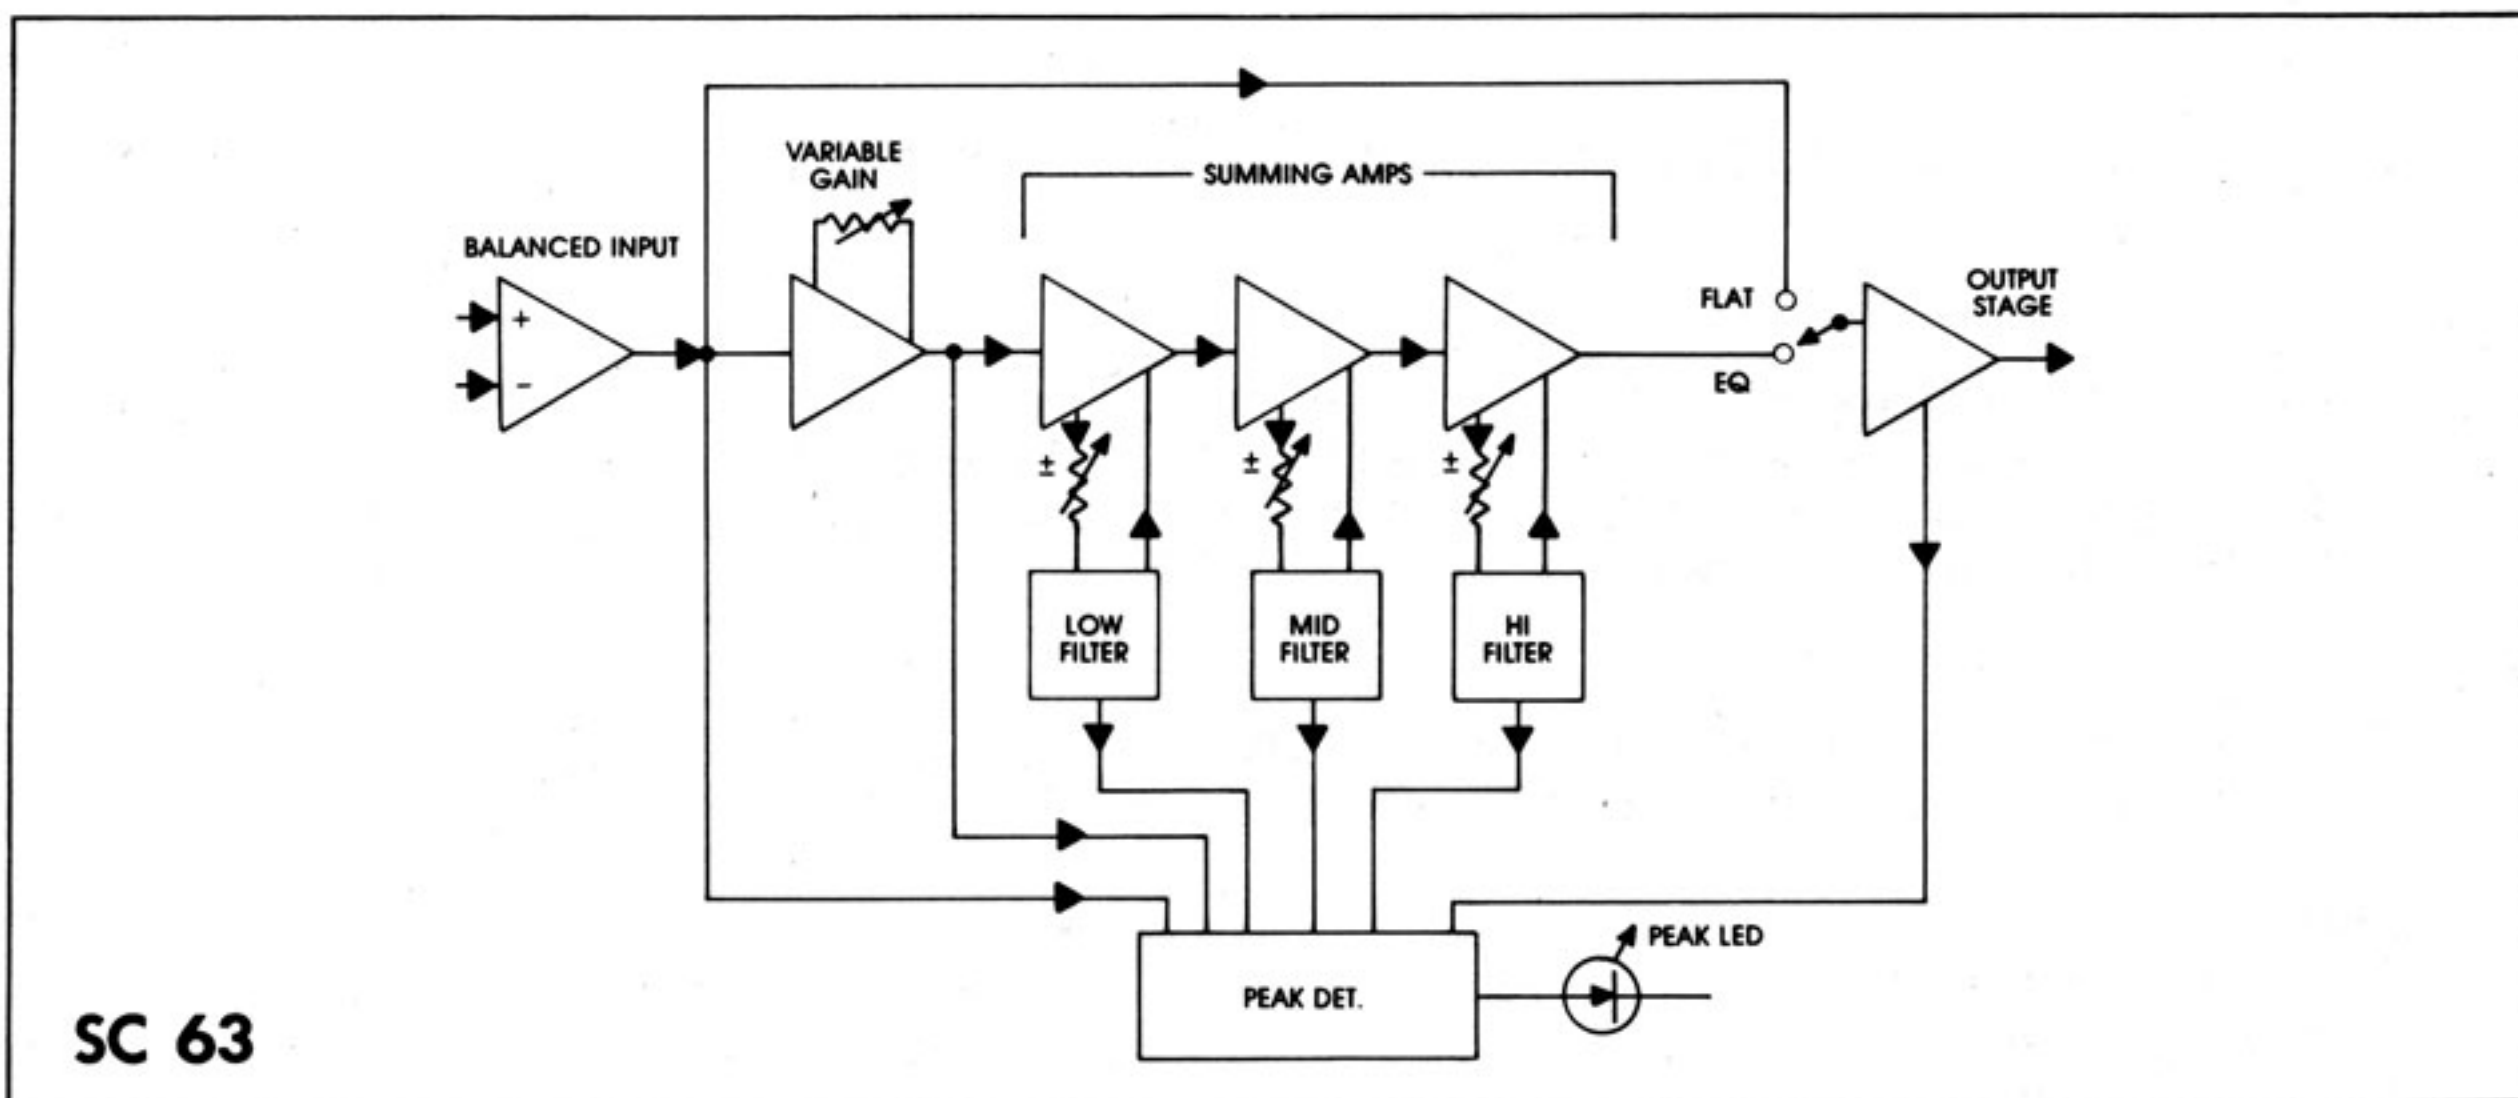 VARIABLE
GAIN
SUMMING AMPS
BALANCED INPUT
+
−
FLAT
EQ
OUTPUT
STAGE
±
±
±
LOW
FILTER
MID
FILTER
HI
FILTER
PEAK LED
PEAK DET.
SC 63